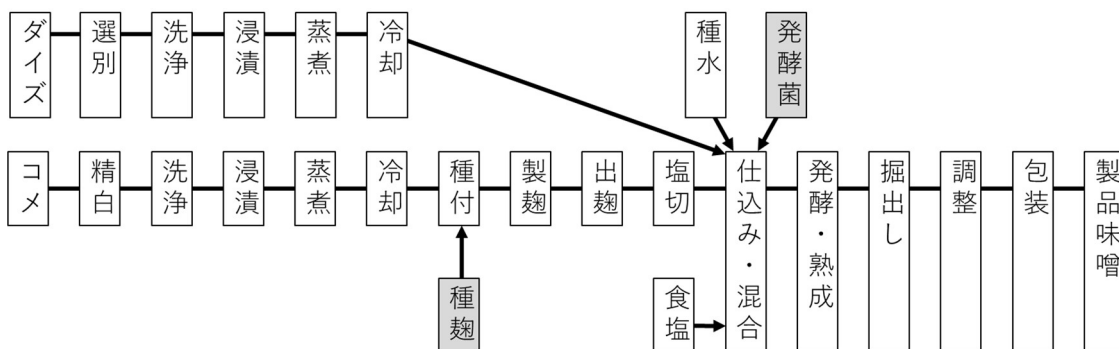 ダイズ
選別
洗浄
浸漬
蒸煮
冷却
種水
発酵菌
コメ
精白
洗浄
浸漬
蒸煮
冷却
種付
製麹
出麹
塩切
仕込み・混合
発酵・熟成
掘出し
調整
包装
製品味噌
種麹
食塩